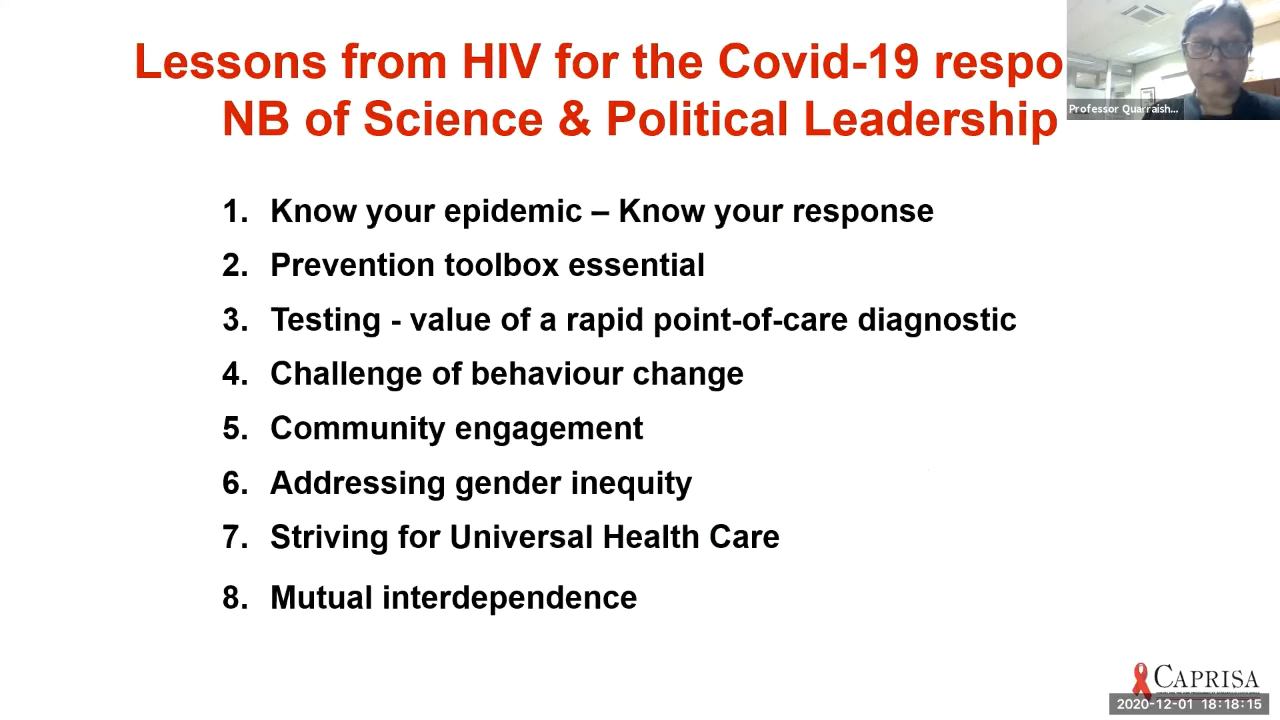 Lessons from HIV for the Covid-19 respo
NB of Science & Political Leadership
Professor Quarraish...
1. Know your epidemic – Know your response
2. Prevention toolbox essential
3. Testing - value of a rapid point-of-care diagnostic
4. Challenge of behaviour change
5. Community engagement
6. Addressing gender inequity
7. Striving for Universal Health Care
8. Mutual interdependence
CAPRISA
2020-12-01 18:18:15